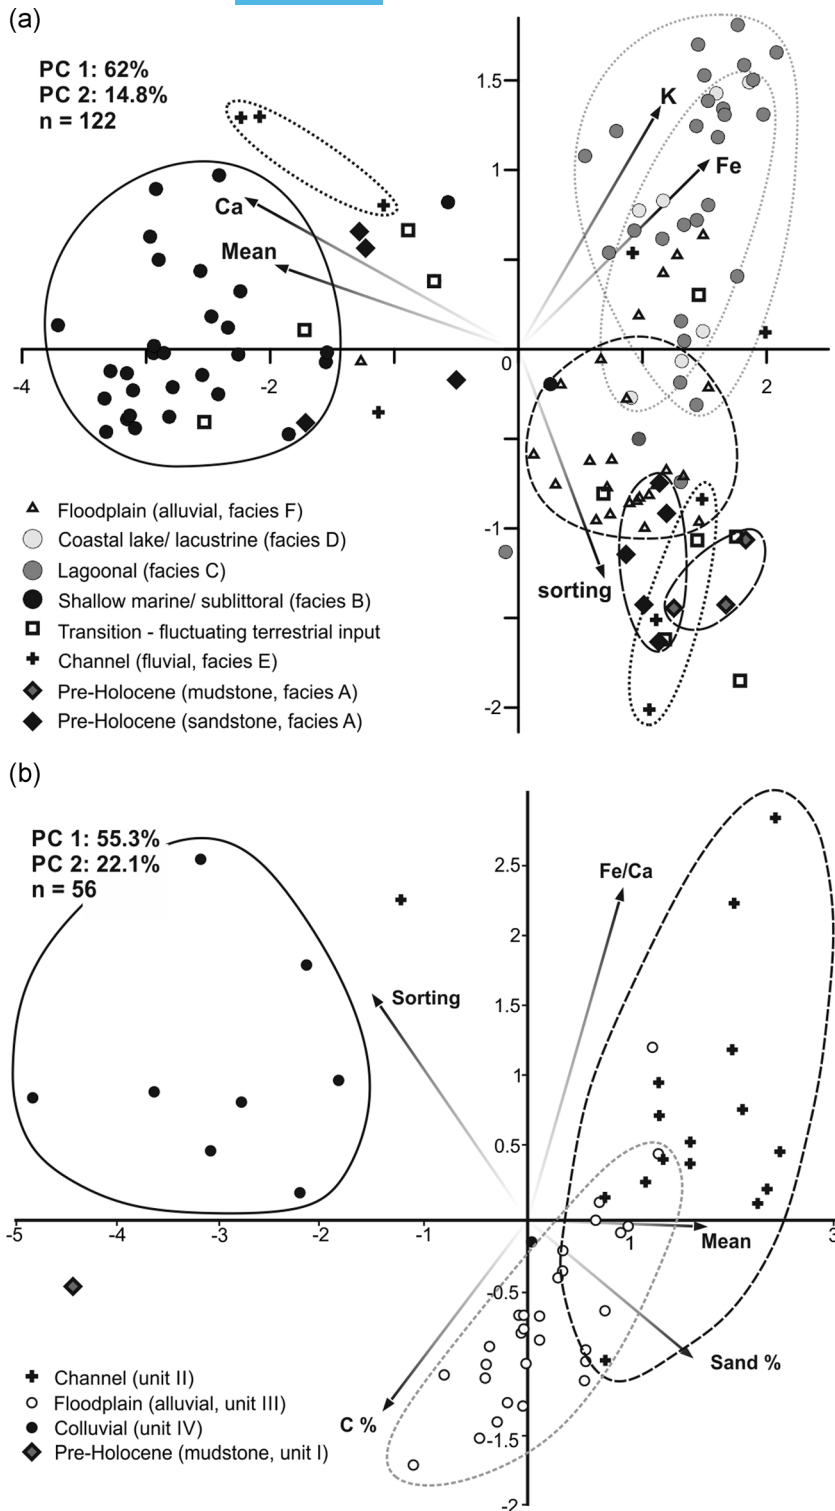 (a)
PC 1: 62%
PC 2: 14.8%
n = 122
1.5
K
1
Fe
Ca
Mean
-4
-2
0
2
-1
sorting
-2
Floodplain (alluvial, facies F)
Coastal lake/ lacustrine (facies D)
Lagoonal (facies C)
Shallow marine/ sublittoral (facies B)
Transition - fluctuating terrestrial input
Channel (fluvial, facies E)
Pre-Holocene (mudstone, facies A)
Pre-Holocene (sandstone, facies A)
(b)
PC 1: 55.3%
PC 2: 22.1%
n = 56
2.5
Fe/Ca
2
Sorting
1.5
1
0.5
-5
-4
-3
-2
-1
1
3
Mean
-0.5
Sand %
C %
-1.5
-2
Channel (unit II)
Floodplain (alluvial, unit III)
Colluvial (unit IV)
Pre-Holocene (mudstone, unit I)